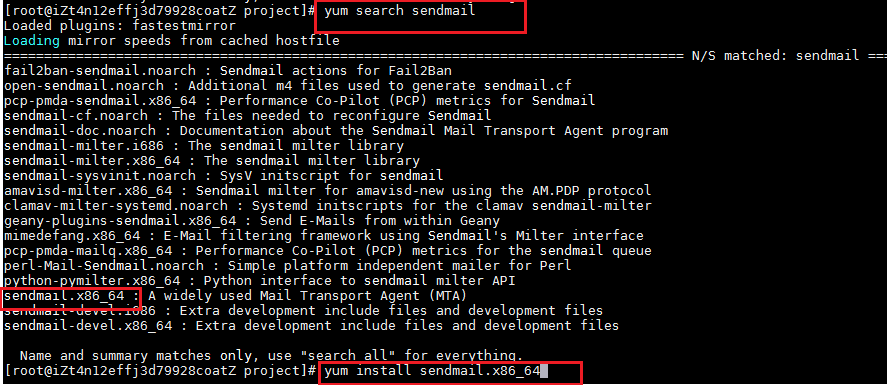 [root@iZt4n12effj3d79928coatZ project]# yum search sendmail
Loaded plugins: fastestmirror
Loading mirror speeds from cached hostfile
================================================================================ N/S matched: sendmail ===
fail2ban-sendmail.noarch : Sendmail actions for Fail2Ban
open-sendmail.noarch : Additional m4 files used to generate sendmail.cf
pcp-pmda-sendmail.x86_64 : Performance Co-Pilot (PCP) metrics for Sendmail
sendmail-cf.noarch : The files needed to reconfigure Sendmail
sendmail-doc.noarch : Documentation about the Sendmail Mail Transport Agent program
sendmail-milter.i686 : The sendmail milter library
sendmail-milter.x86_64 : The sendmail milter library
sendmail-sysvinit.noarch : SysV initscript for sendmail
amavisd-milter.x86_64 : Sendmail milter for amavisd-new using the AM.PDP protocol
clamav-milter-systemd.noarch : Systemd initscripts for the clamav sendmail-milter
geany-plugins-sendmail.x86_64 : Send E-Mails from within Geany
mimedefang.x86_64 : E-Mail filtering framework using Sendmail's Milter interface
pcp-pmda-mailq.x86_64 : Performance Co-Pilot (PCP) metrics for the sendmail queue
perl-Mail-Sendmail.noarch : Simple platform independent mailer for Perl
python-pymilter.x86_64 : Python interface to sendmail milter API
sendmail.x86_64 : A widely used Mail Transport Agent (MTA)
sendmail-devel.i686 : Extra development include files and development files
sendmail-devel.x86_64 : Extra development include files and development files
Name and summary matches only, use "search all" for everything.
[root@iZt4n12effj3d79928coatZ project]# yum install sendmail.x86_64